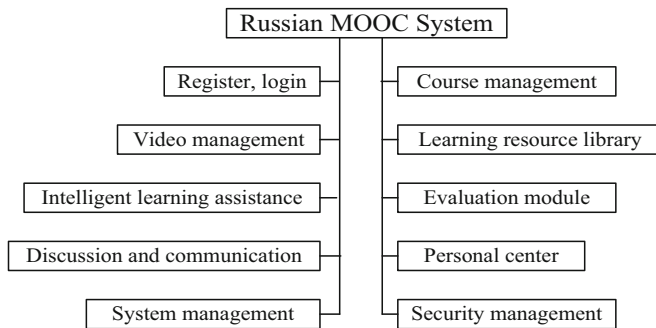 Russian MOOC System
Register, login
Course management
Video management
Learning resource library
Intelligent learning assistance
Evaluation module
Discussion and communication
Personal center
System management
Security management